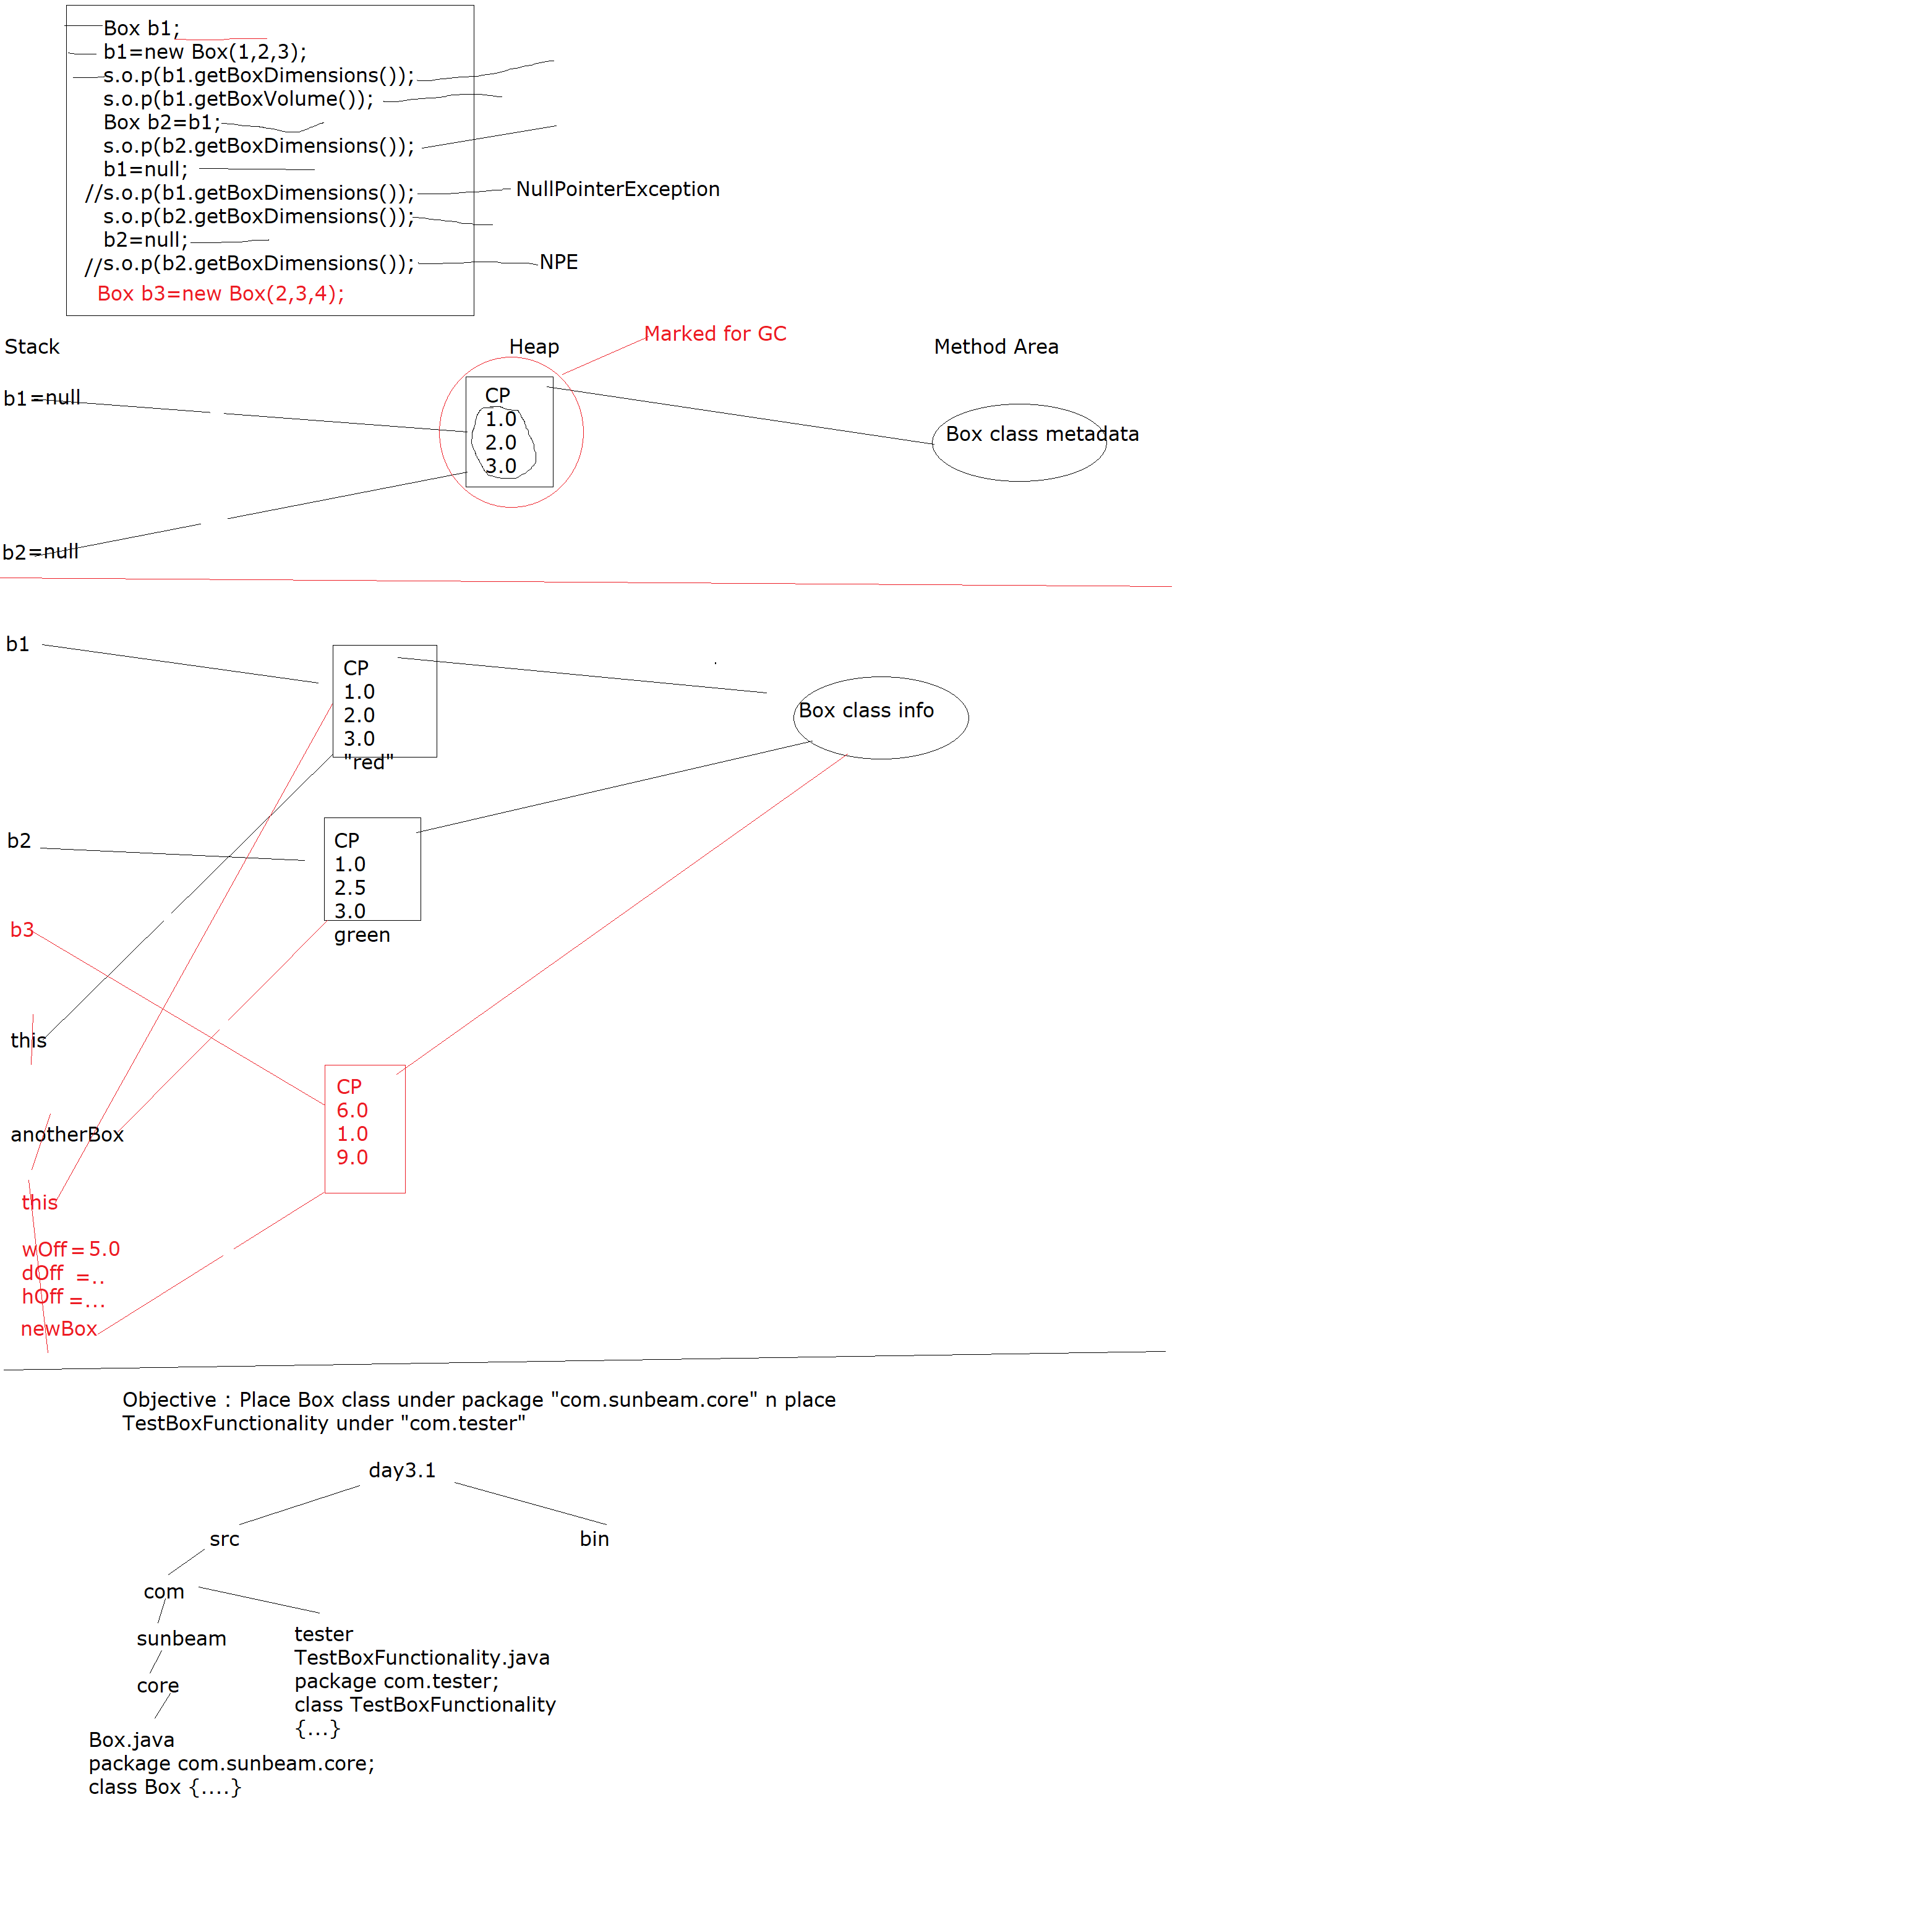 Box b1;
b1=new Box(1,2,3);
s.o.p(b1.getBoxDimensions());
s.o.p(b1.getBoxVolume());
Box b2=b1;
s.o.p(b2.getBoxDimensions());
b1=null;
//s.o.p(b1.getBoxDimensions());
NullPointerException
s.o.p(b2.getBoxDimensions());
b2=null;
//s.o.p(b2.getBoxDimensions());
NPE
Box b3=new Box(2,3,4);
Stack
Heap
Marked for GC
Method Area
b1=null
CP
1.0
2.0
3.0
Box class metadata
b2=null
b1
CP
1.0
2.0
3.0
"red"
Box class info
b2
CP
1.0
2.5
3.0
green
b3
this
CP
6.0
1.0
9.0
anotherBox
this
wOff=5.0
dOff =..
hOff=...
newBox
Objective : Place Box class under package "com.sunbeam.core" n place
TestBoxFunctionality under "com.tester"
day3.1
src
bin
com
sunbeam
core
tester
TestBoxFunctionality.java
package com.tester;
class TestBoxFunctionality
{...}
Box.java
package com.sunbeam.core;
class Box {....}